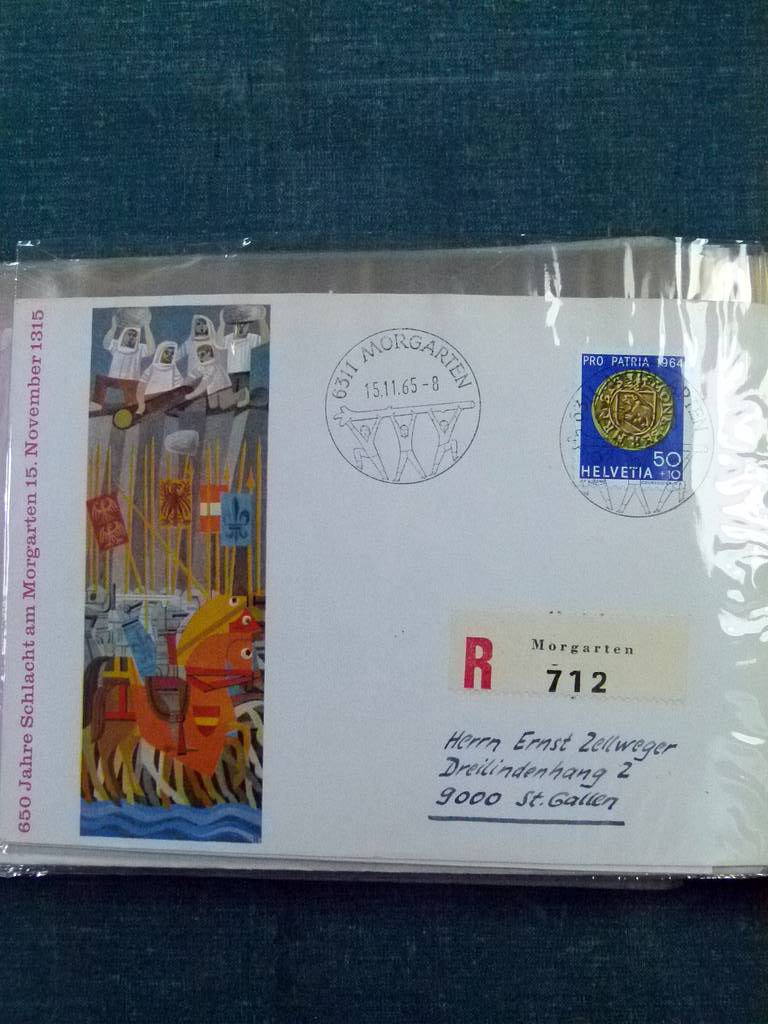 650 Jahre Schlacht am Morgarten 15. November 1315
6311 MORGARTEN
15.11.65-8
PRO PATRIA 1964
HELVETIA
50
+10
R
Morgarten
712
Herrn Ernst Zellweger
Dreilindenhang 2
9000 St. Gallen